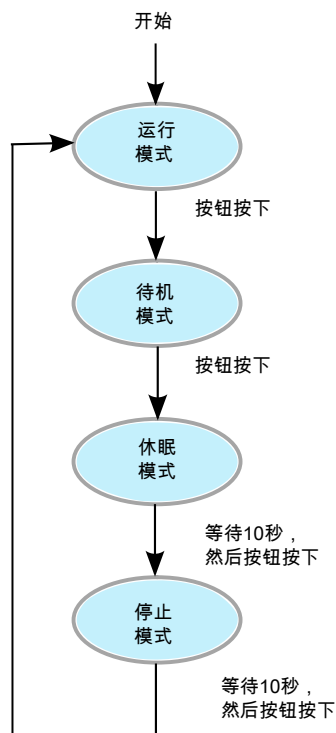 开始
运行
模式
按钮按下
待机
模式
按钮按下
休眠
模式
等待10秒，
然后按钮按下
停止
模式
等待10秒，
然后按钮按下